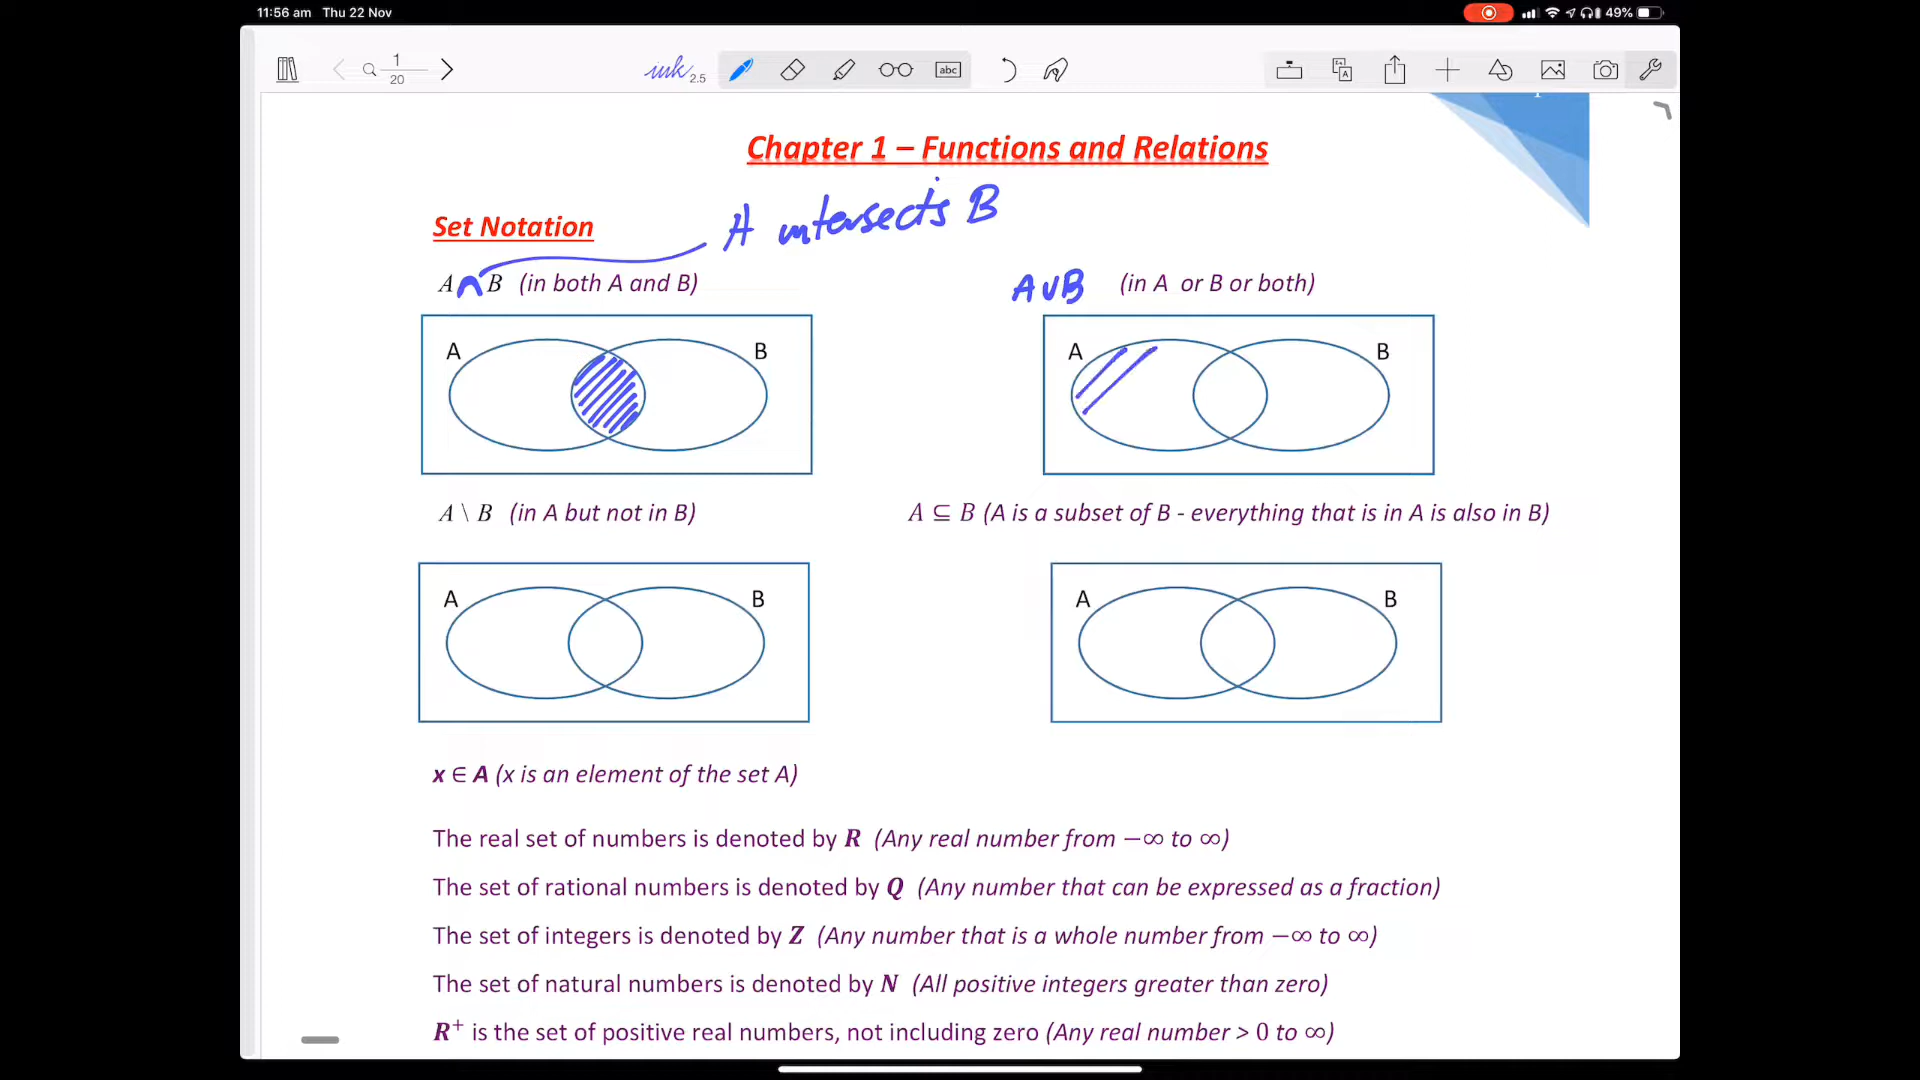 11:56 am Thu 22 Nov
49%
1
20
ink 2.5
abc
Chapter 1 – Functions and Relations
A intersects B
Set Notation
A ∩ B (in both A and B)
A∪B (in A or B or both)
A B
A B
A \ B (in A but not in B)
A ⊆ B (A is a subset of B - everything that is in A is also in B)
A B
A B
x ∈ A (x is an element of the set A)
The real set of numbers is denoted by R (Any real number from −∞ to ∞)
The set of rational numbers is denoted by Q (Any number that can be expressed as a fraction)
The set of integers is denoted by Z (Any number that is a whole number from −∞ to ∞)
The set of natural numbers is denoted by N (All positive integers greater than zero)
R⁺ is the set of positive real numbers, not including zero (Any real number > 0 to ∞)